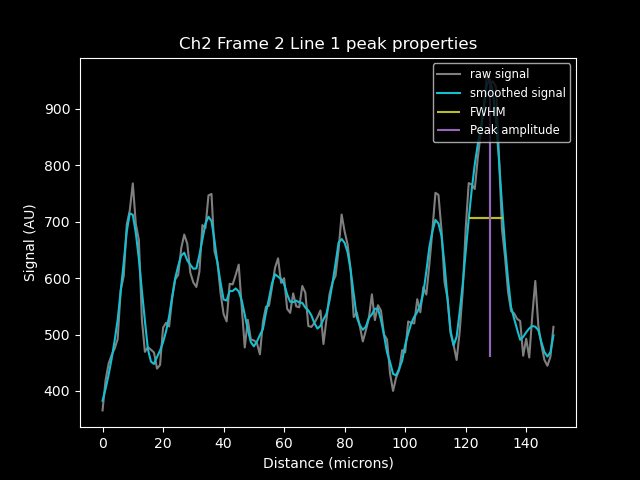 Ch2 Frame 2 Line 1 peak properties
raw signal
smoothed signal
FWHM
Peak amplitude
Signal (AU)
900
800
700
600
500
400
0 20 40 60 80 100 120 140
Distance (microns)